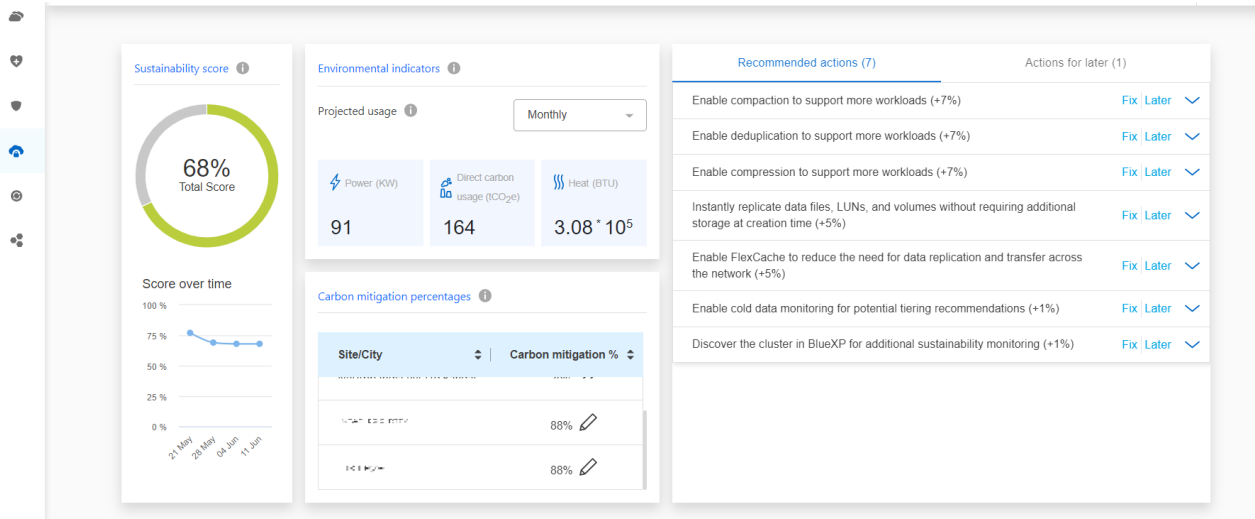 Sustainability score
68%
Total Score
Score over time
100 %
75 %
50 %
25 %
0 %
21 May
28 May
04 Jun
11 Jun
Environmental indicators
Projected usage
Monthly
Power (KW)
91
Direct carbon
usage (tCO2e)
164
Heat (BTU)
3.08 * 10⁵
Carbon mitigation percentages
Site/City
Carbon mitigation %
88%
88%
Recommended actions (7)
Actions for later (1)
Enable compaction to support more workloads (+7%)
Fix Later
Enable deduplication to support more workloads (+7%)
Fix Later
Enable compression to support more workloads (+7%)
Fix Later
Instantly replicate data files, LUNs, and volumes without requiring additional
storage at creation time (+5%)
Fix Later
Enable FlexCache to reduce the need for data replication and transfer across
the network (+5%)
Fix Later
Enable cold data monitoring for potential tiering recommendations (+1%)
Fix Later
Discover the cluster in BlueXP for additional sustainability monitoring (+1%)
Fix Later